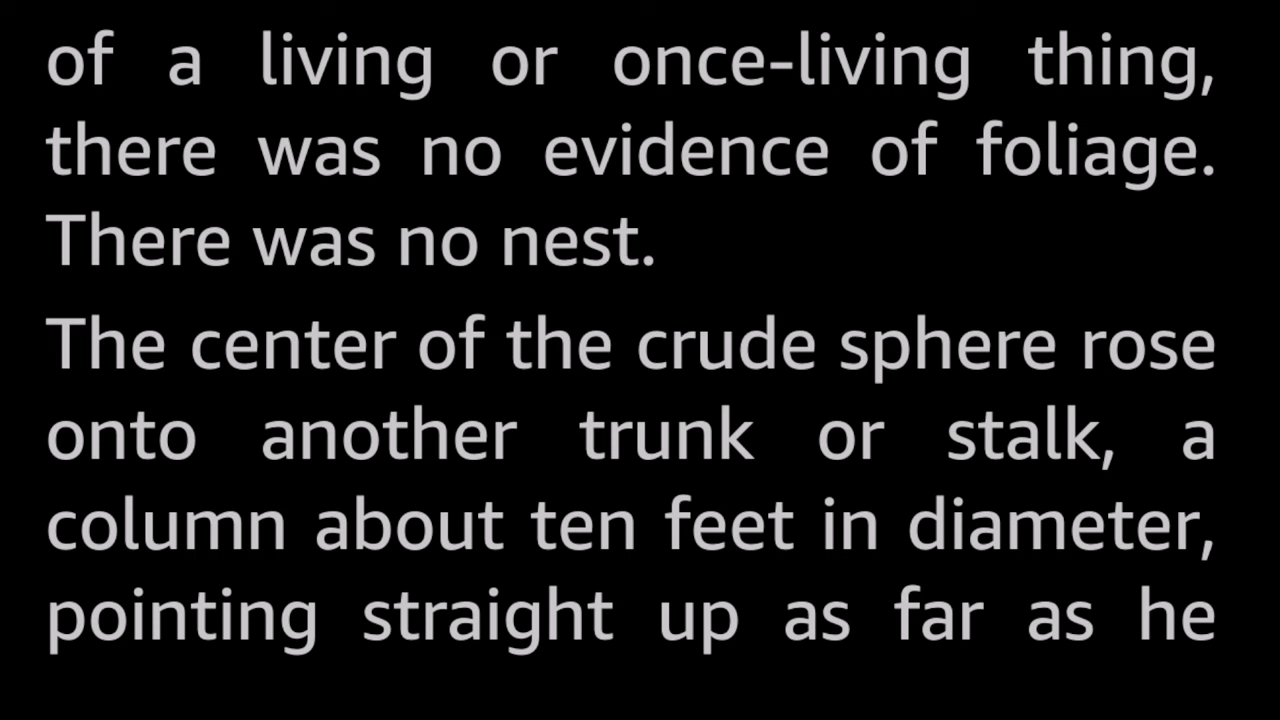 of a living or once-living thing,
there was no evidence of foliage.
There was no nest.
The center of the crude sphere rose
onto another trunk or stalk, a
column about ten feet in diameter,
pointing straight up as far as he